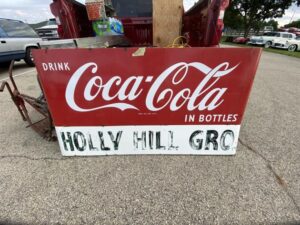 DRINK
Coca-Cola
IN BOTTLES
HOLLY HILL GRO